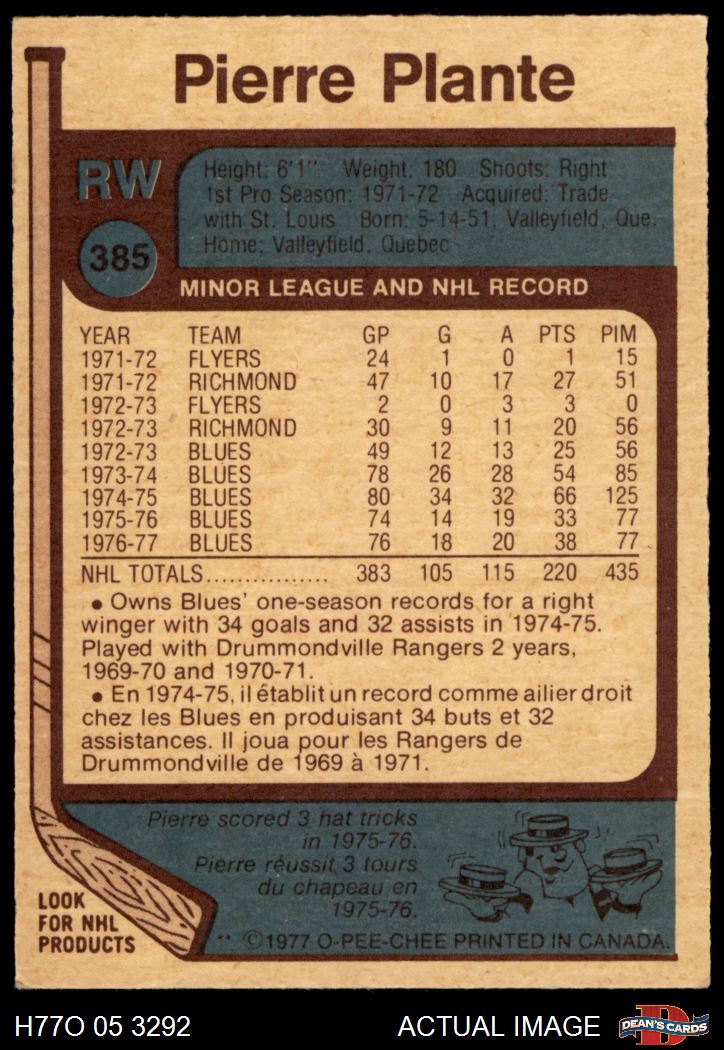 Pierre Plante
RW
385
Height: 6'1" Weight: 180 Shoots: Right
1st Pro Season: 1971-72 Acquired: Trade
with St. Louis Born: 5-14-51, Valleyfield, Que.
Home: Valleyfield, Quebec
MINOR LEAGUE AND NHL RECORD
YEAR TEAM GP G A PTS PIM
1971-72 FLYERS 24 1 0 1 15
1971-72 RICHMOND 47 10 17 27 51
1972-73 FLYERS 2 0 3 3 0
1972-73 RICHMOND 30 9 11 20 56
1972-73 BLUES 49 12 13 25 56
1973-74 BLUES 78 26 28 54 85
1974-75 BLUES 80 34 32 66 125
1975-76 BLUES 74 14 19 33 77
1976-77 BLUES 76 18 20 38 77
NHL TOTALS................ 383 105 115 220 435
• Owns Blues' one-season records for a right
winger with 34 goals and 32 assists in 1974-75.
Played with Drummondville Rangers 2 years,
1969-70 and 1970-71.
• En 1974-75, il établit un record comme ailier droit
chez les Blues en produisant 34 buts et 32
assistances. Il joua pour les Rangers de
Drummondville de 1969 à 1971.
Pierre scored 3 hat tricks
in 1975-76.
Pierre réussit 3 tours
du chapeau en
1975-76.
LOOK
FOR NHL
PRODUCTS
** ©1977 O-PEE-CHEE PRINTED IN CANADA.
H77O 05 3292 ACTUAL IMAGE
D
DEAN'S CARDS